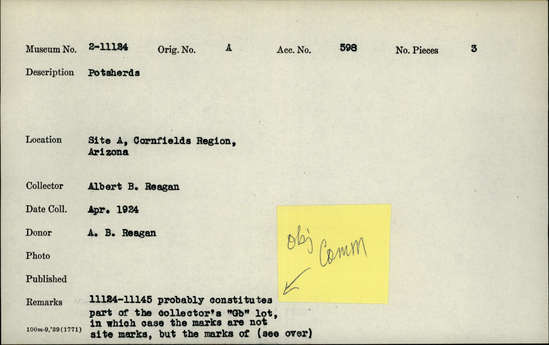 Museum No. 2-11124 Orig. No. A Acc. No. 598 No. Pieces 3
Description Potsherds
Location Site A, Cornfields Region,
Arizona
Collector Albert B. Reagan
Date Coll. Apr. 1924
Donor A. B. Reagan
obj
Comm
Photo
Published
Remarks 11124-11145 probably constitutes
part of the collector's "Gb" lot,
in which case the marks are not
100m-9,'39(1771) site marks, but the marks of (see over)